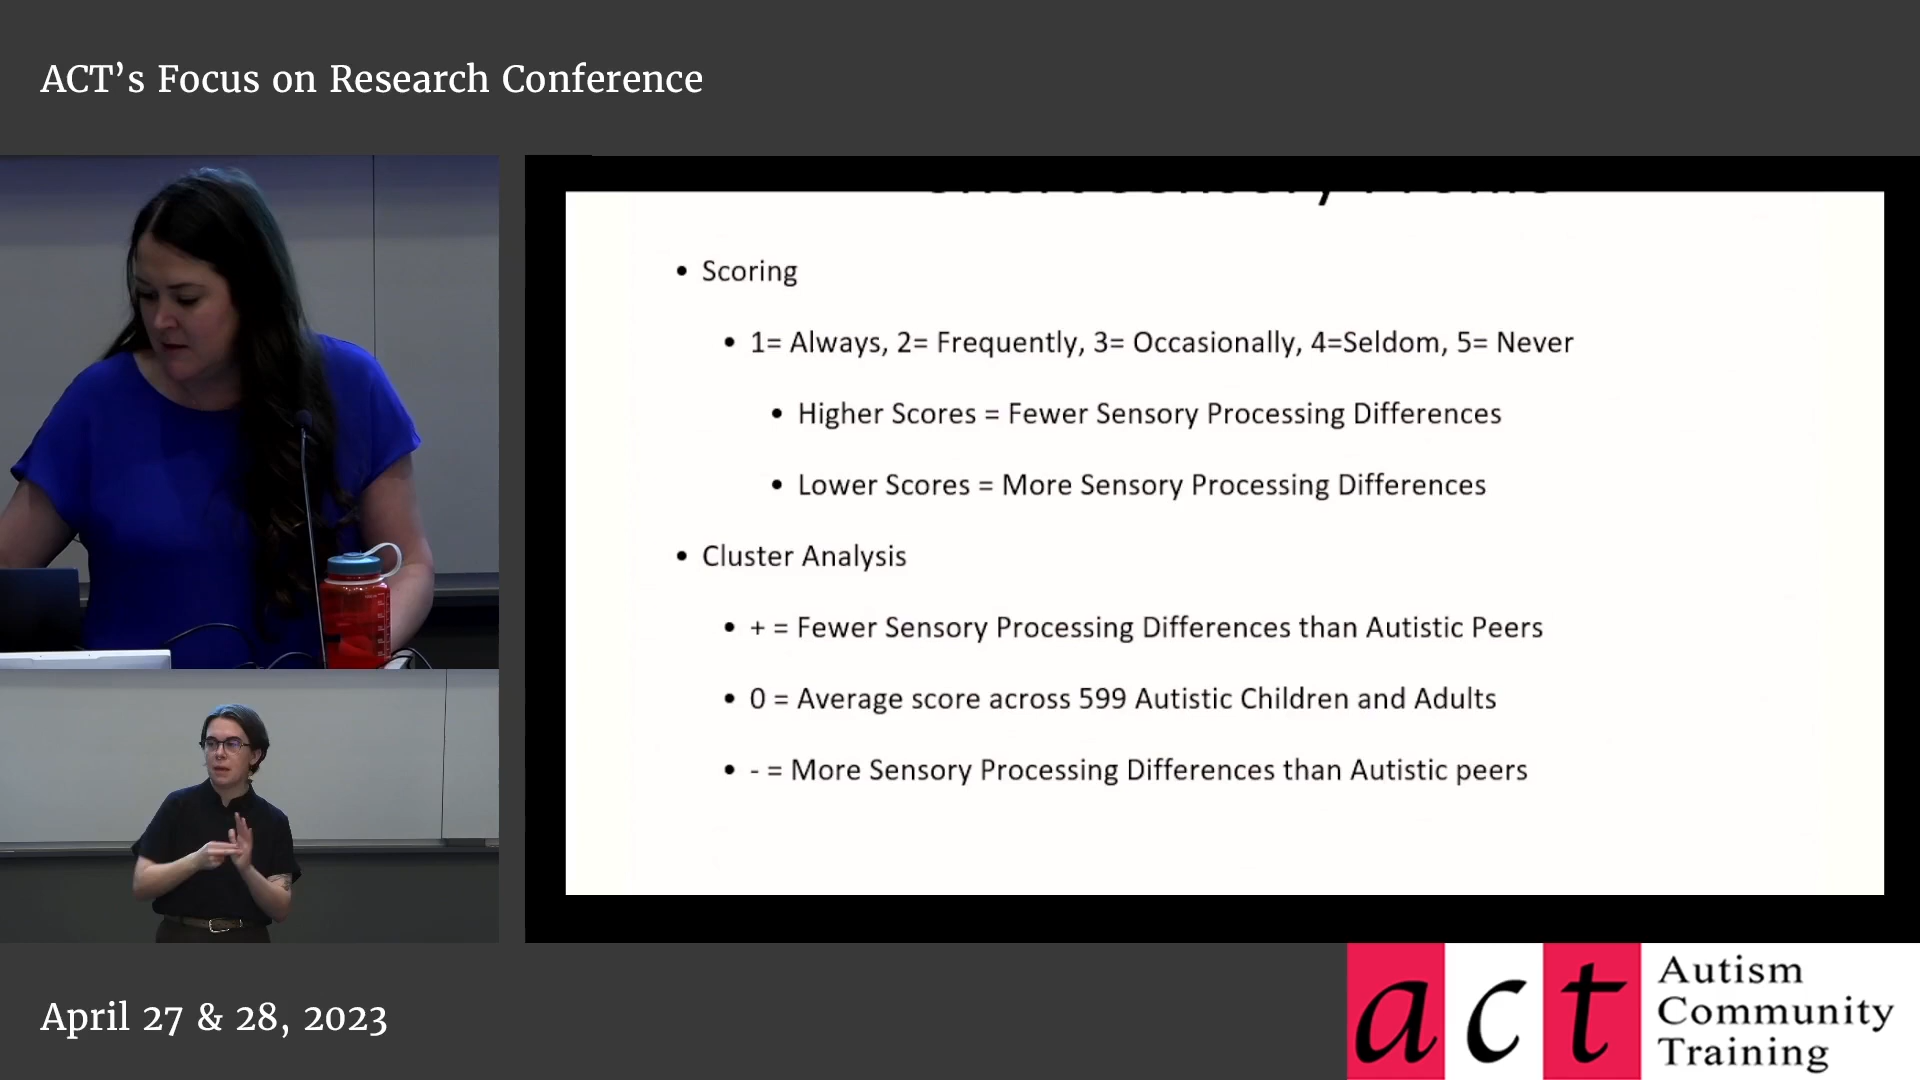 ACT’s Focus on Research Conference
• Scoring
• 1= Always, 2= Frequently, 3= Occasionally, 4=Seldom, 5= Never
• Higher Scores = Fewer Sensory Processing Differences
• Lower Scores = More Sensory Processing Differences
• Cluster Analysis
• + = Fewer Sensory Processing Differences than Autistic Peers
• 0 = Average score across 599 Autistic Children and Adults
• - = More Sensory Processing Differences than Autistic peers
April 27 & 28, 2023
act
Autism
Community
Training